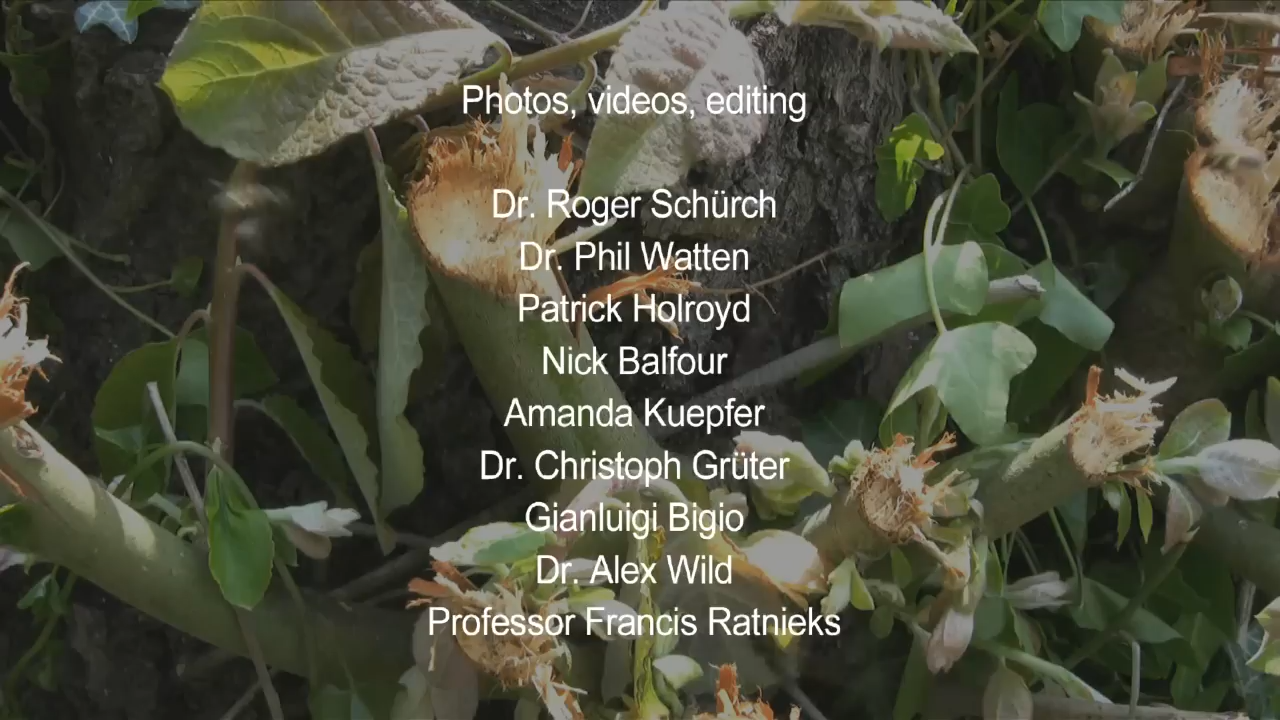 Photos, videos, editing
Dr. Roger Schürch
Dr. Phil Watten
Patrick Holroyd
Nick Balfour
Amanda Kuepfer
Dr. Christoph Grüter
Gianluigi Bigio
Dr. Alex Wild
Professor Francis Ratnieks